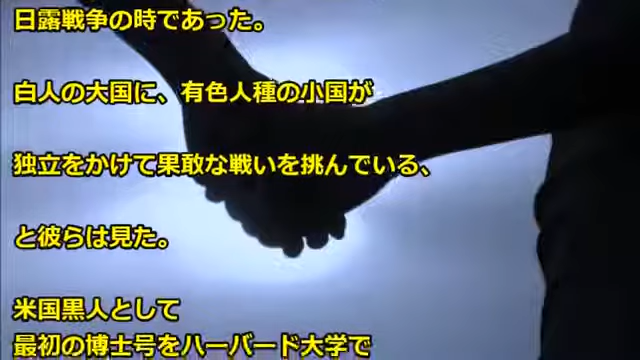 日露戦争の時であった。
白人の大国に、有色人種の小国が
独立をかけて果敢な戦いを挑んでいる、
と彼らは見た。
米国黒人として
最初の博士号をハーバード大学で